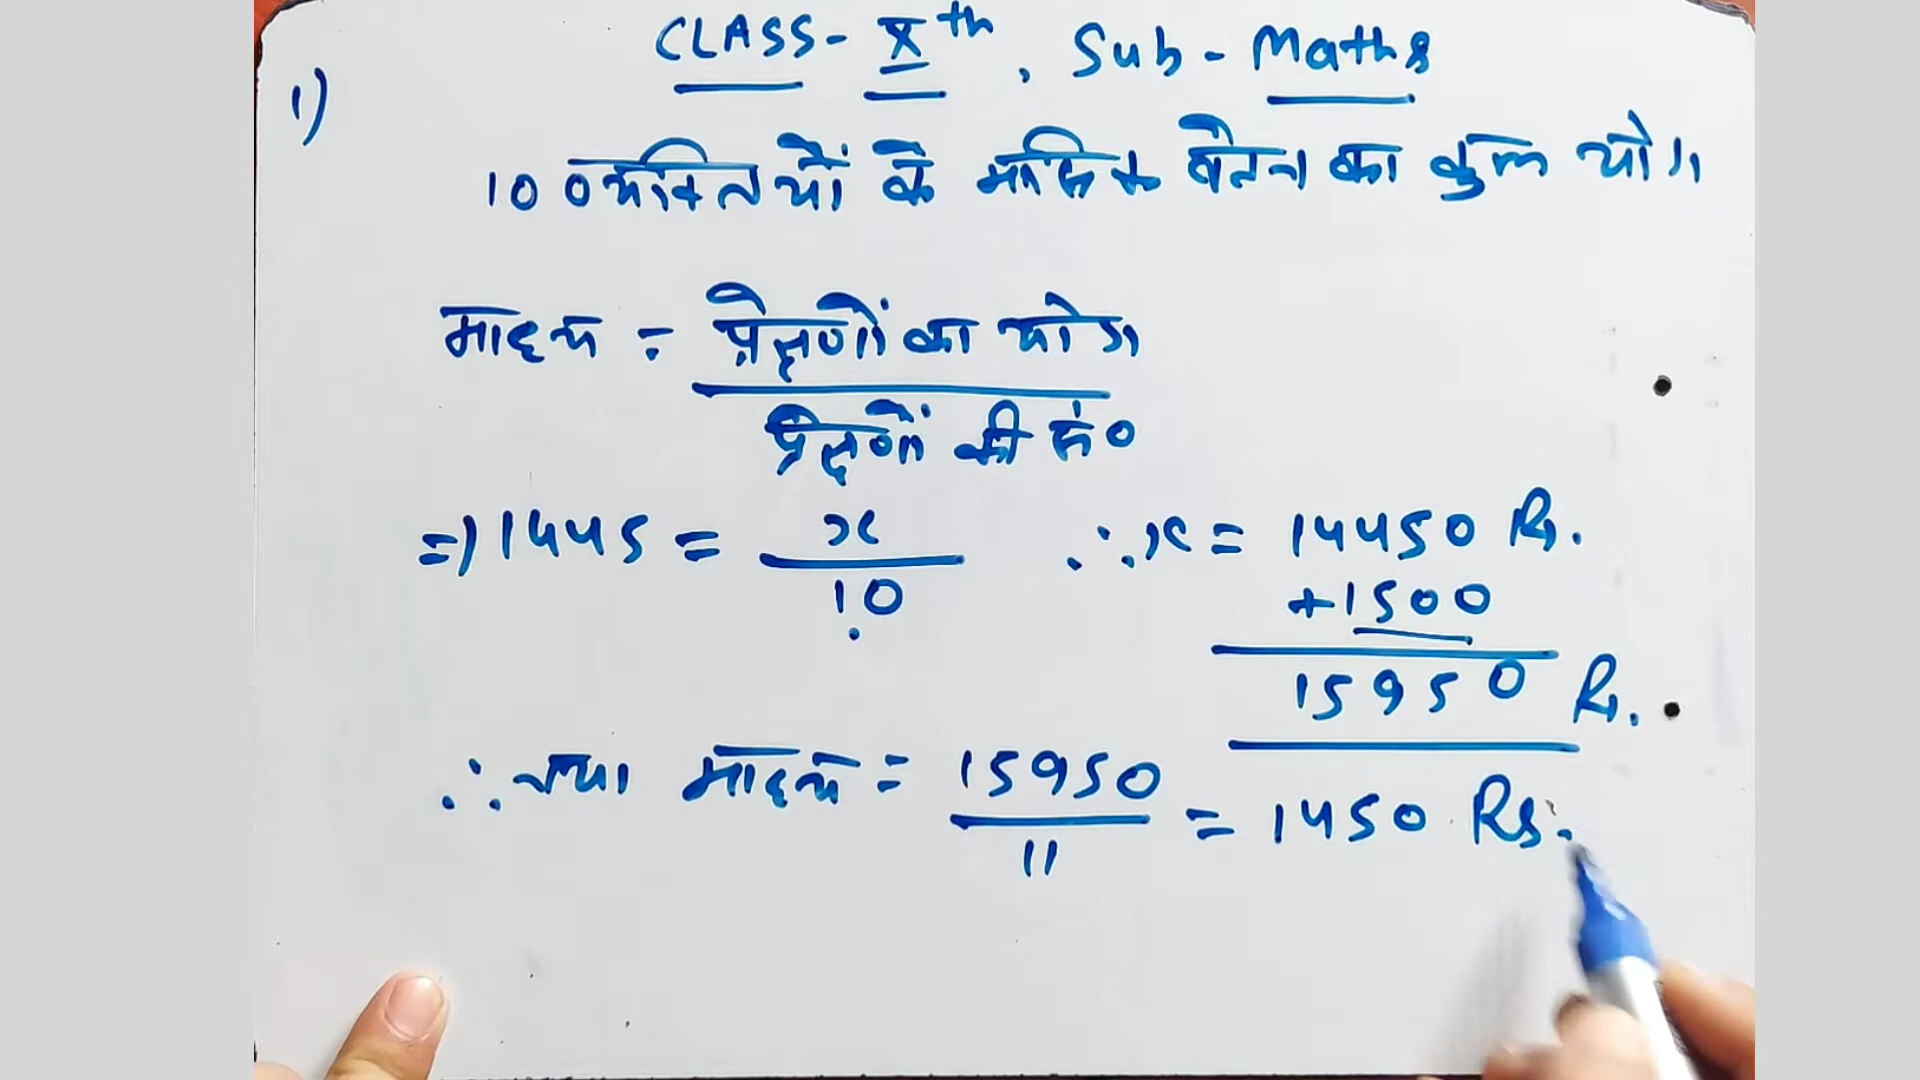 CLASS - Xth, Sub - Maths
1)
10 व्यक्तियों के मासिक वेतन का कुल योग
माध्य = प्रेक्षणों का योग
प्रेक्षणों की सं०
=) 1445 = x
10
∴ x = 14450 Rs.
+1500
15950 Rs.
∴ नया माध्य = 15950
11
= 1450 Rs.